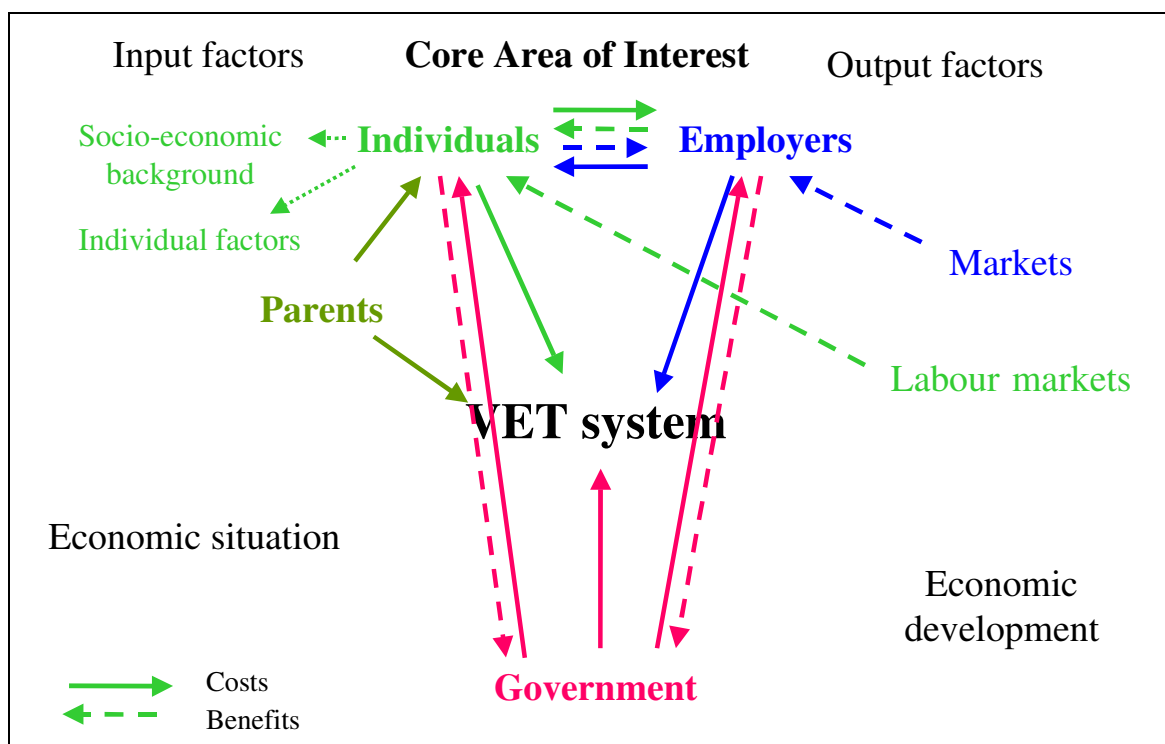 Input factors
Core Area of Interest
Output factors
Socio-economic
background
Individuals
Employers
Individual factors
Markets
Parents
Labour markets
VET system
Economic situation
Economic
development
Government
Costs
Benefits